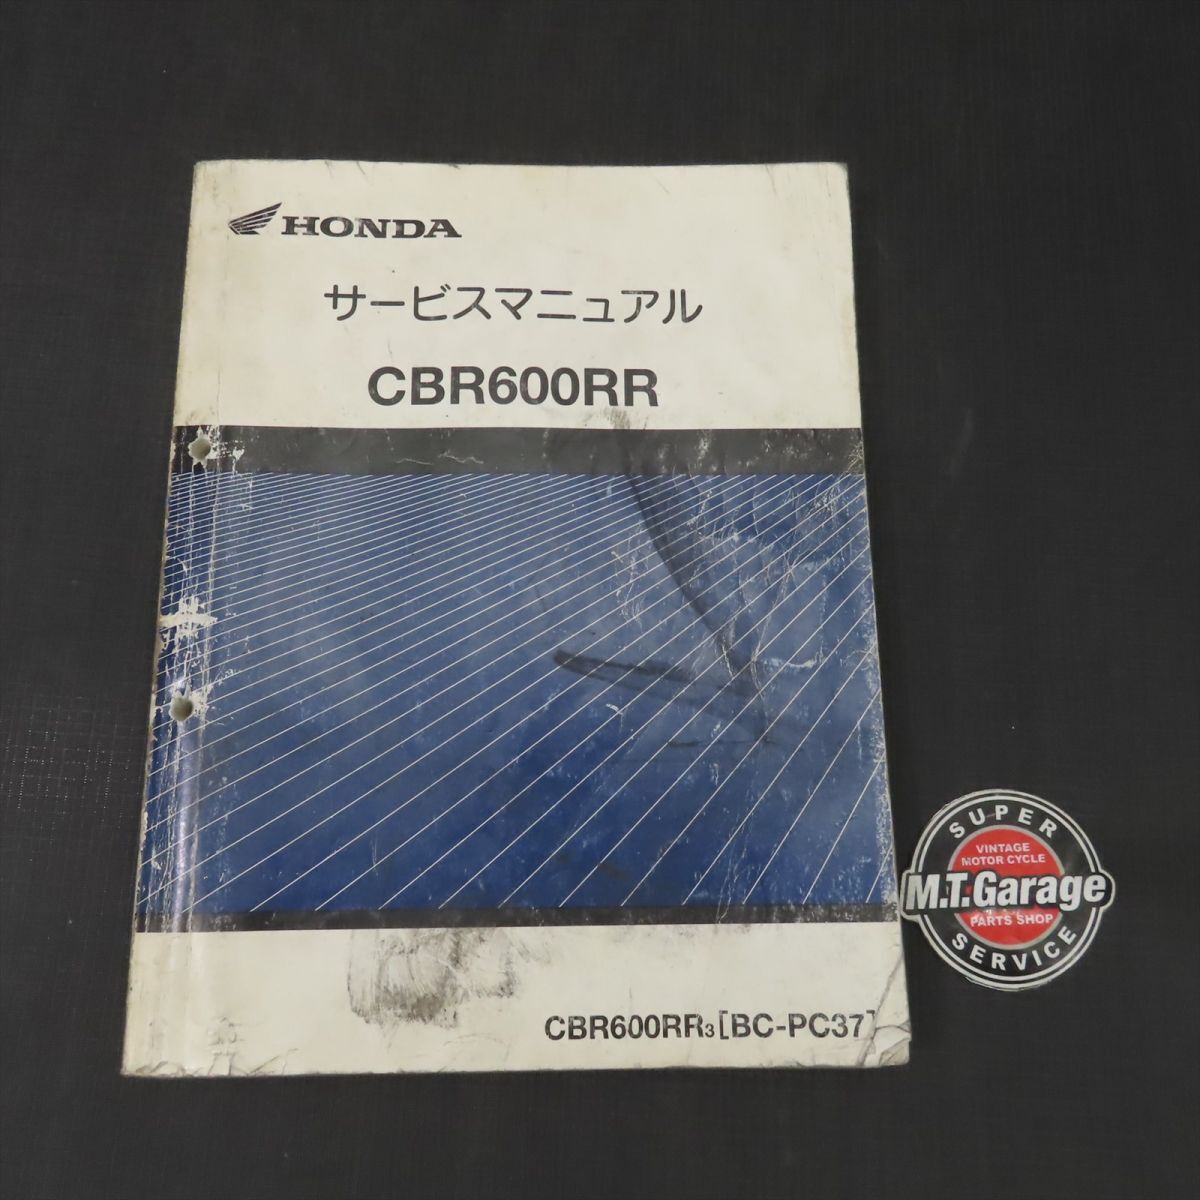 HONDA
サービスマニュアル
CBR600RR
CBR600RR3[BC-PC37]
SUPER
VINTAGE
MOTOR CYCLE
M.T.Garage
PARTS SHOP
SERVICE